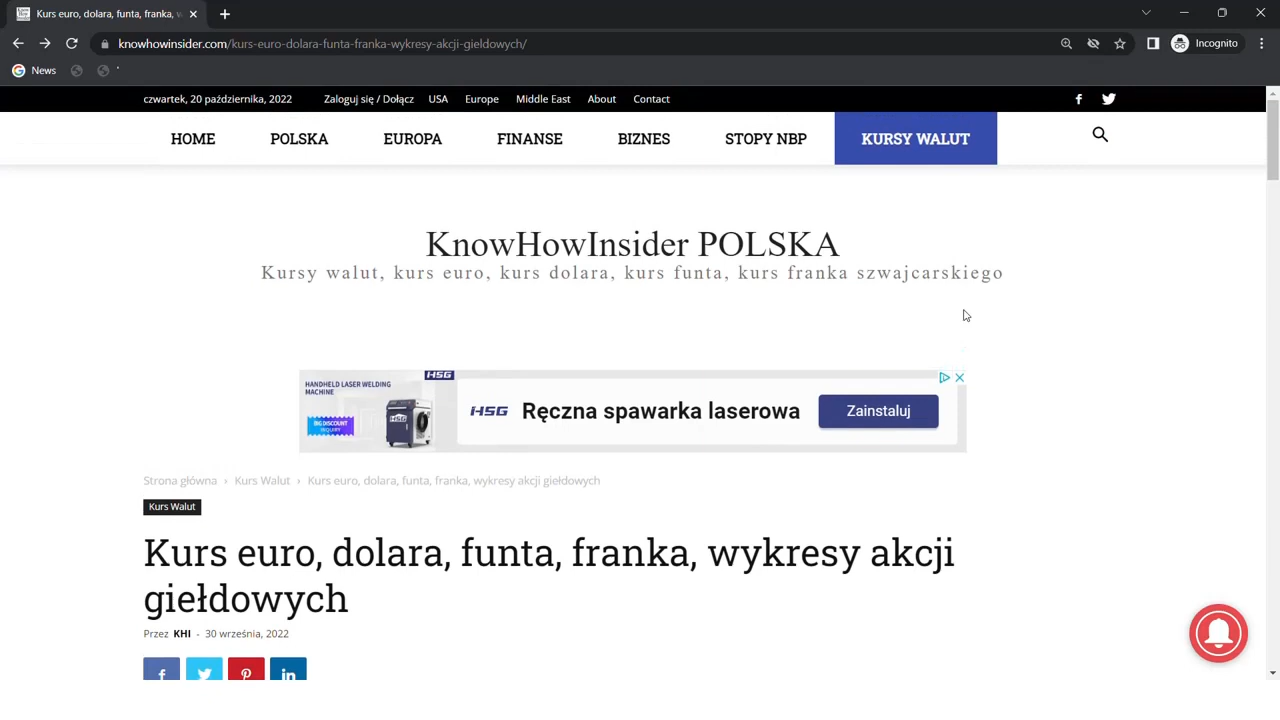 Kurs euro, dolara, funta, franka, w
knowhowinsider.com/kurs-euro-dolara-funta-franka-wykresy-akcji-gieldowych/
Incognito
News
czwartek, 20 października, 2022 Zaloguj się / Dołącz USA Europe Middle East About Contact
HOME POLSKA EUROPA FINANSE BIZNES STOPY NBP KURSY WALUT
KnowHowInsider POLSKA
Kursy walut, kurs euro, kurs dolara, kurs funta, kurs franka szwajcarskiego
HANDHELD LASER WELDING
MACHINE
HSG
BIG DISCOUNT
INQUIRY
HSG
HSG Ręczna spawarka laserowa Zainstaluj
Strona główna › Kurs Walut › Kurs euro, dolara, funta, franka, wykresy akcji giełdowych
Kurs Walut
Kurs euro, dolara, funta, franka, wykresy akcji
giełdowych
Przez KHI - 30 września, 2022